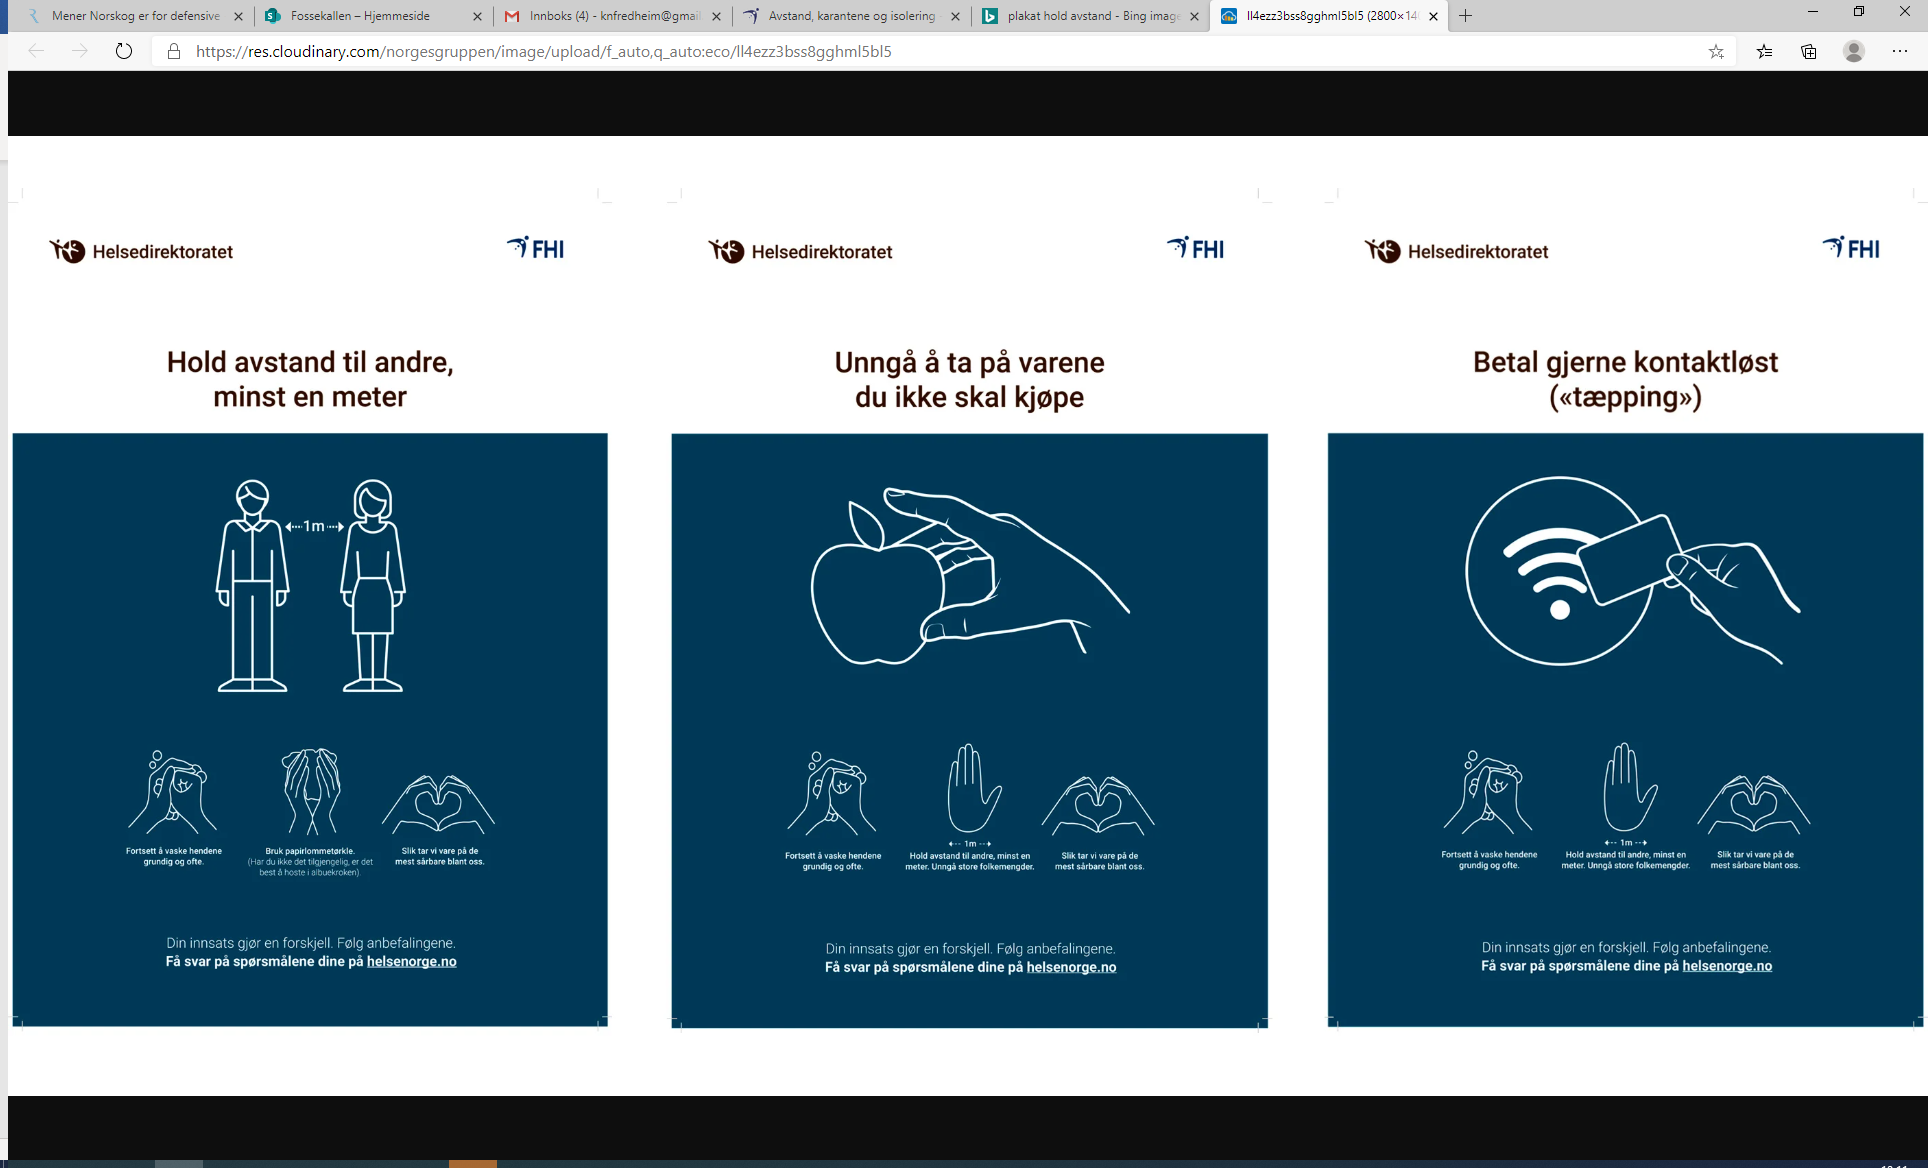 Mener Norskog er for defensive
Fossekallen – Hjemmeside
Innboks (4) - knfredheim@gmail
Avstand, karantene og isolering
plakat hold avstand - Bing image
ll4ezz3bss8gghml5bl5 (2800×14
https://res.cloudinary.com/norgesgruppen/image/upload/f_auto,q_auto:eco/ll4ezz3bss8gghml5bl5
Helsedirektoratet
FHI
Hold avstand til andre,
minst en meter
1m
Fortsett å vaske hendene
grundig og ofte.
Bruk papirlommetørkle.
(Har du ikke det tilgjengelig, er det
best å hoste i albuekroken).
Slik tar vi vare på de
mest sårbare blant oss.
Din innsats gjør en forskjell. Følg anbefalingene.
Få svar på spørsmålene dine på helsenorge.no
Helsedirektoratet
FHI
Unngå å ta på varene
du ikke skal kjøpe
Fortsett å vaske hendene
grundig og ofte.
1m
Hold avstand til andre, minst en
meter. Unngå store folkemengder.
Slik tar vi vare på de
mest sårbare blant oss.
Din innsats gjør en forskjell. Følg anbefalingene.
Få svar på spørsmålene dine på helsenorge.no
Helsedirektoratet
FHI
Betal gjerne kontaktløst
(«tæpping»)
Fortsett å vaske hendene
grundig og ofte.
1m
Hold avstand til andre, minst en
meter. Unngå store folkemengder.
Slik tar vi vare på de
mest sårbare blant oss.
Din innsats gjør en forskjell. Følg anbefalingene.
Få svar på spørsmålene dine på helsenorge.no